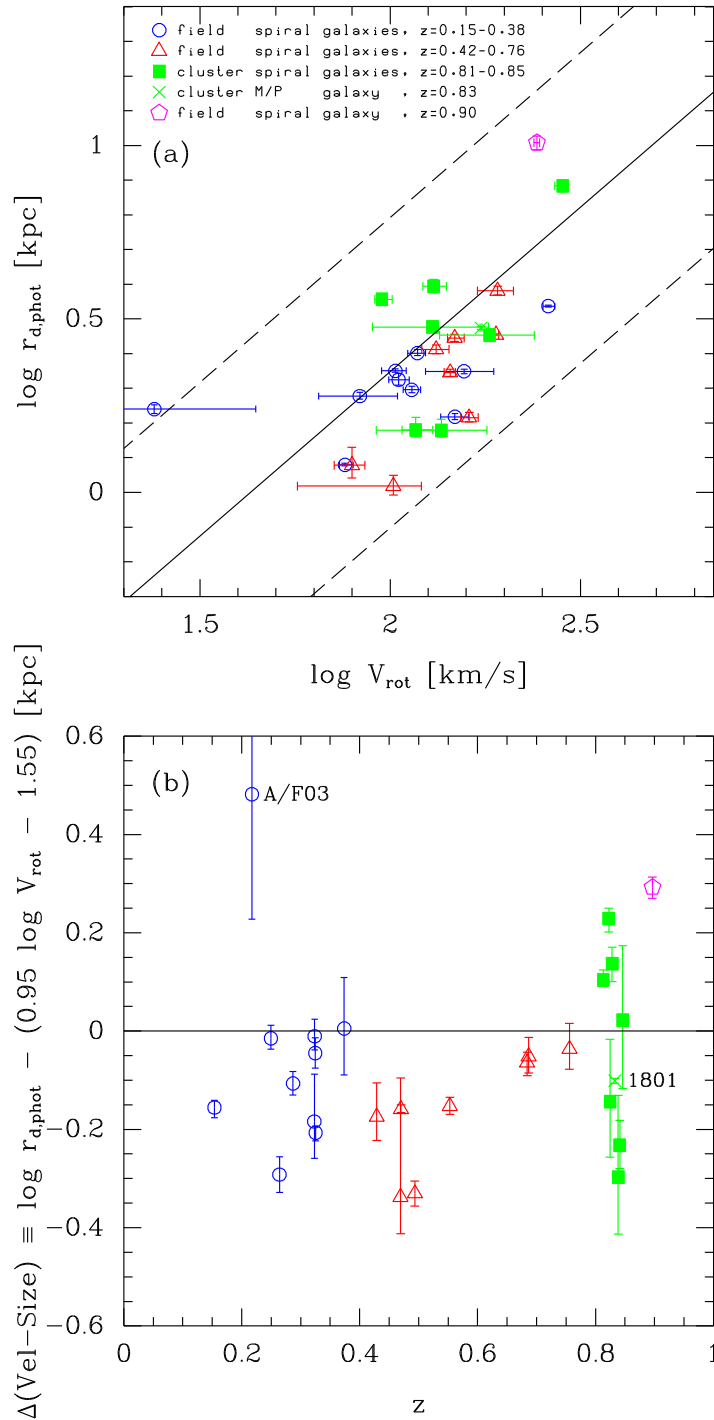 field spiral galaxies, z=0.15-0.38
field spiral galaxies, z=0.42-0.76
cluster spiral galaxies, z=0.81-0.85
cluster M/P galaxy , z=0.83
field spiral galaxy , z=0.90
(a)
1
0.5
0
log r_d,phot [kpc]
1.5 2 2.5
log V_rot [km/s]
(b)
A/F03
1801
0.6
0.4
0.2
0
−0.2
−0.4
−0.6
Δ(Vel−Size) ≡ log r_d,phot − (0.95 log V_rot − 1.55) [kpc]
0 0.2 0.4 0.6 0.8 1
z